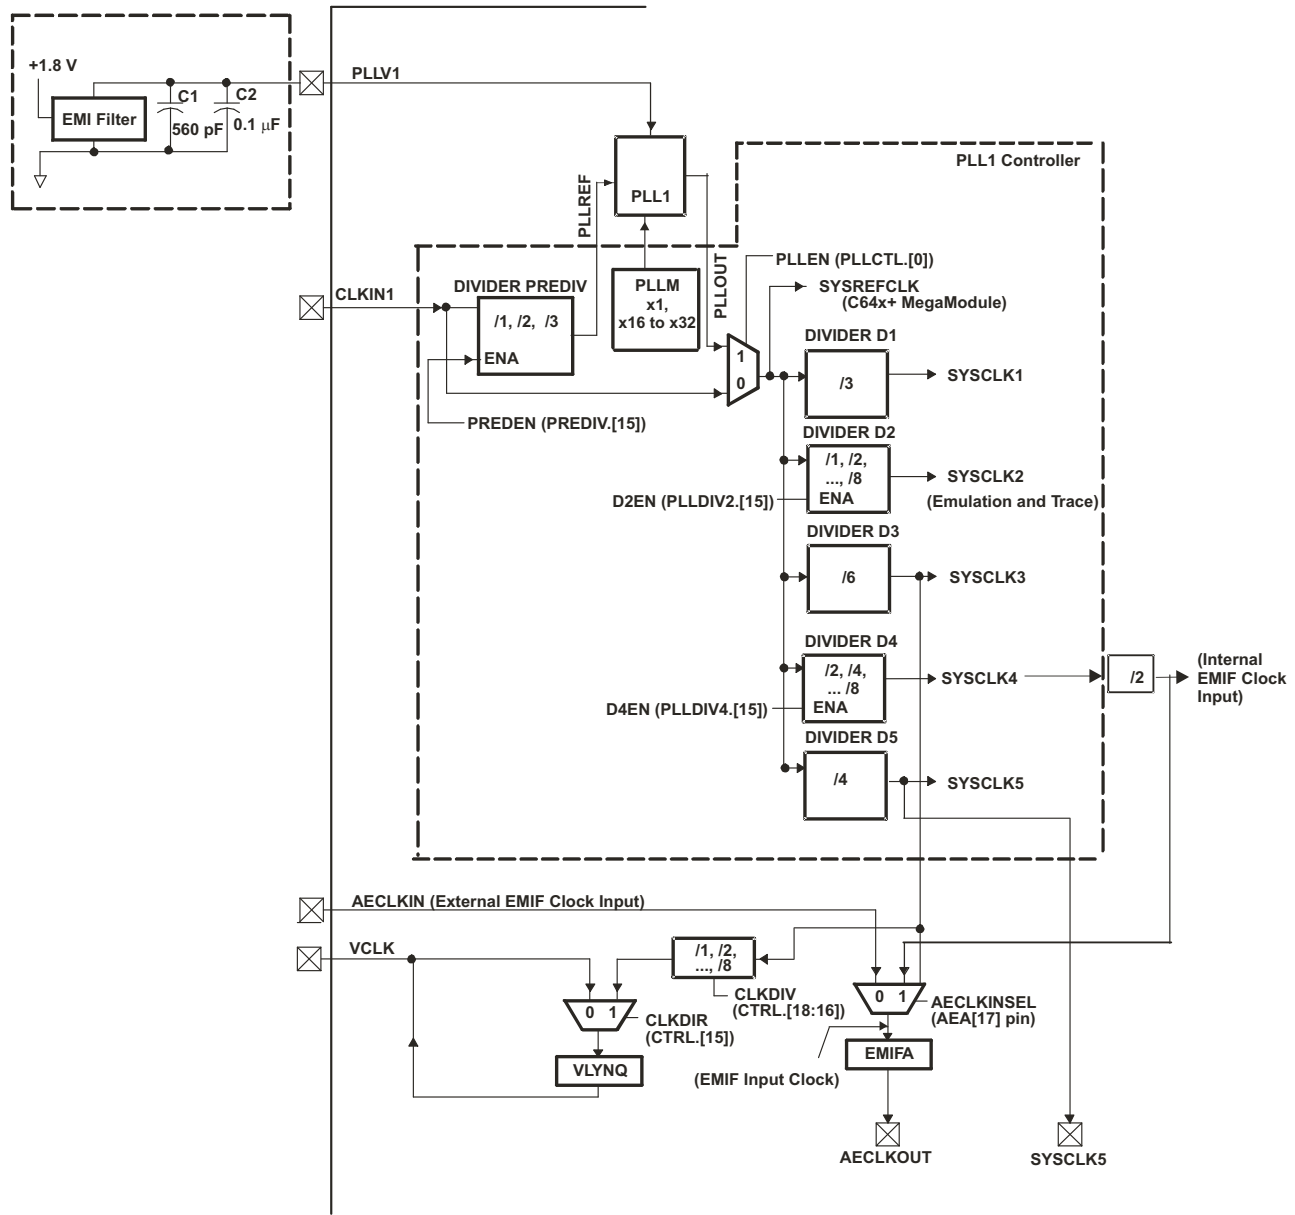 +1.8 V
EMI Filter
C1
560 pF
C2
0.1 μF
PLLV1
PLL1 Controller
PLLREF
PLL1
PLLOUT
CLKIN1
DIVIDER PREDIV
/1, /2, /3
ENA
PLLM
x1,
x16 to x32
PLLEN (PLLCTL.[0])
SYSREFCLK
(C64x+ MegaModule)
1
0
PREDEN (PREDIV.[15])
DIVIDER D1
/3
SYSCLK1
DIVIDER D2
/1, /2,
..., /8
ENA
SYSCLK2
(Emulation and Trace)
D2EN (PLLDIV2.[15])
DIVIDER D3
/6
SYSCLK3
DIVIDER D4
/2, /4,
... /8
ENA
SYSCLK4
D4EN (PLLDIV4.[15])
/2
(Internal
EMIF Clock
Input)
DIVIDER D5
/4
SYSCLK5
AECLKIN (External EMIF Clock Input)
VCLK
/1, /2,
..., /8
CLKDIV
(CTRL.[18:16])
0 1
CLKDIR
(CTRL.[15])
VLYNQ
0 1
AECLKINSEL
(AEA[17] pin)
EMIFA
(EMIF Input Clock)
AECLKOUT
SYSCLK5